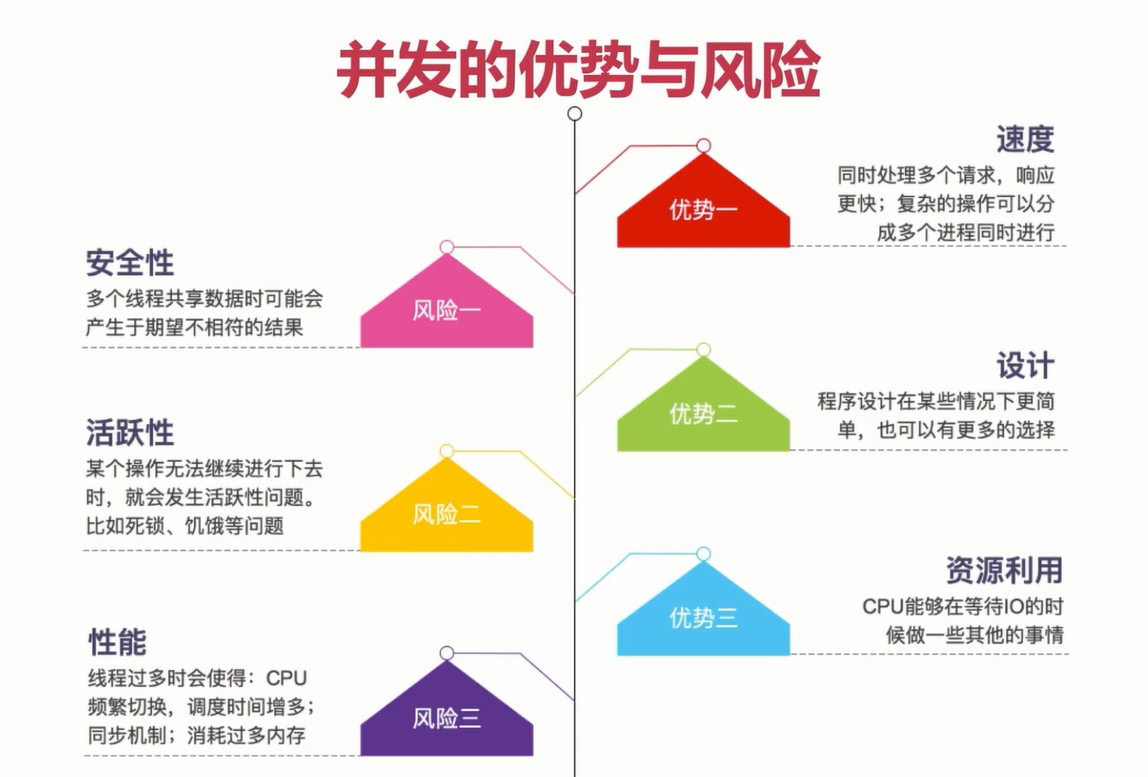 并发的优势与风险
速度
同时处理多个请求，响应
更快；复杂的操作可以分
成多个进程同时进行
优势一
安全性
多个线程共享数据时可能会
产生于期望不相符的结果
风险一
设计
程序设计在某些情况下更简
单，也可以有更多的选择
优势二
活跃性
某个操作无法继续进行下去
时，就会发生活跃性问题。
比如死锁、饥饿等问题
风险二
资源利用
CPU能够在等待IO的时
候做一些其他的事情
优势三
性能
线程过多时会使得：CPU
频繁切换，调度时间增多；
同步机制；消耗过多内存
风险三